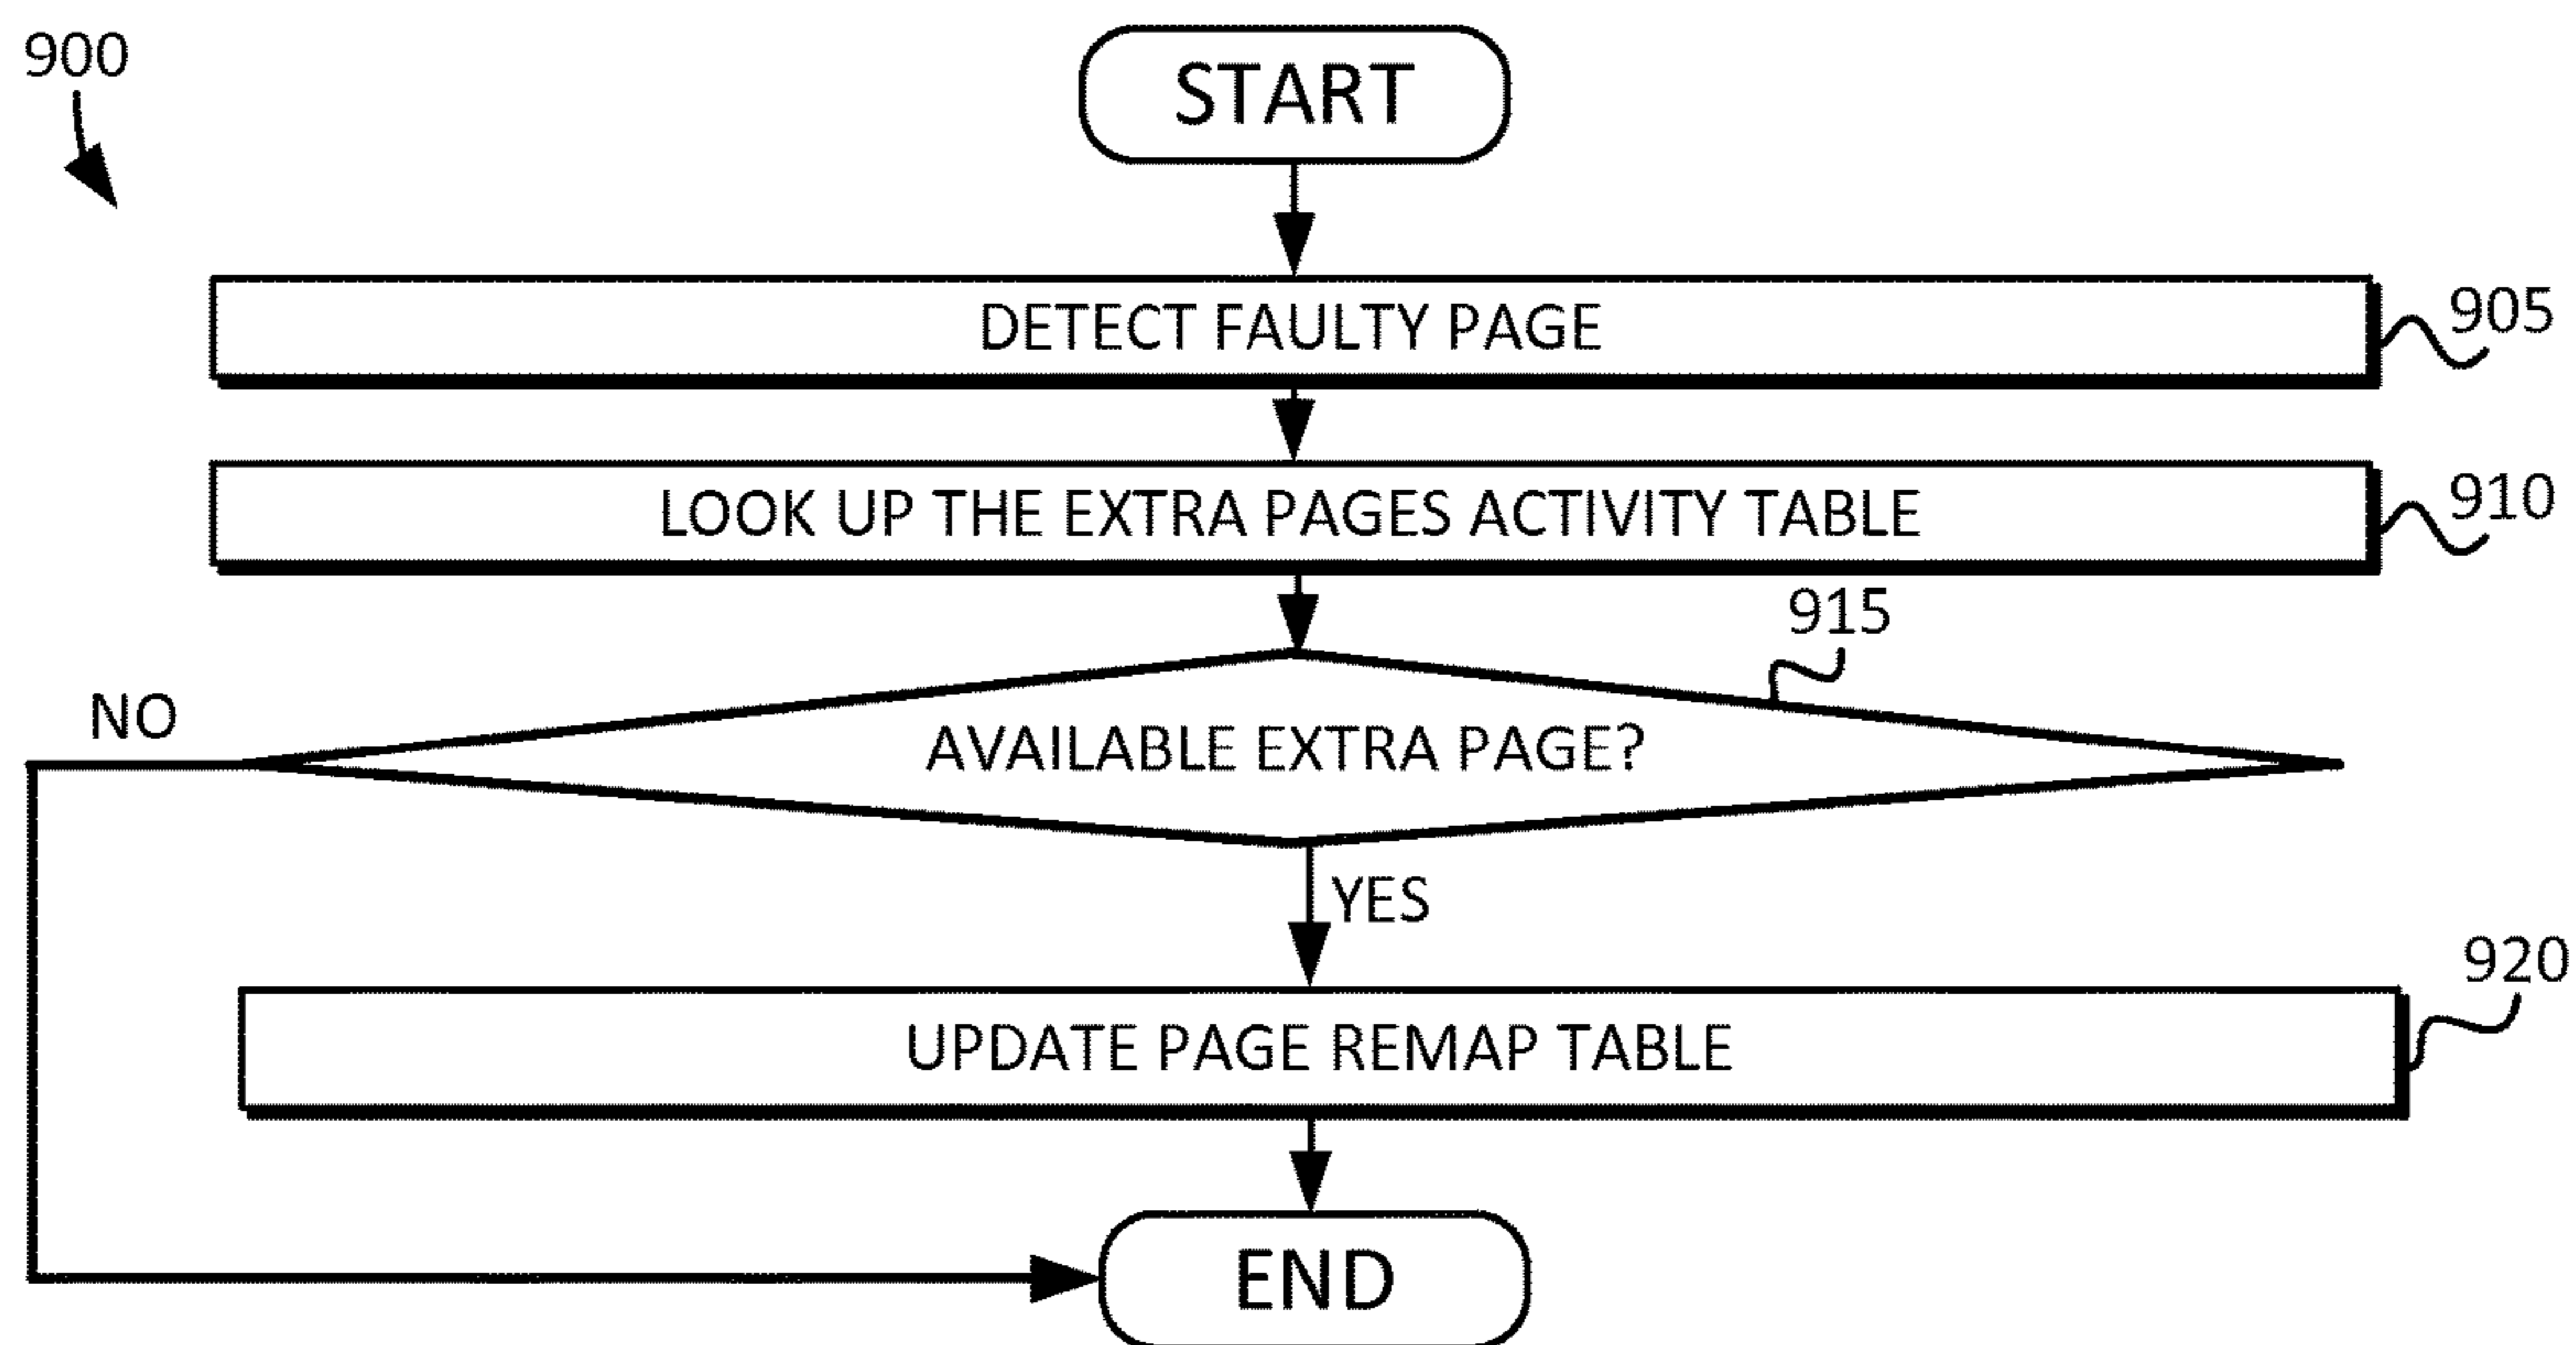 900
START
DETECT FAULTY PAGE
905
LOOK UP THE EXTRA PAGES ACTIVITY TABLE
910
915
NO
AVAILABLE EXTRA PAGE?
YES
920
UPDATE PAGE REMAP TABLE
END